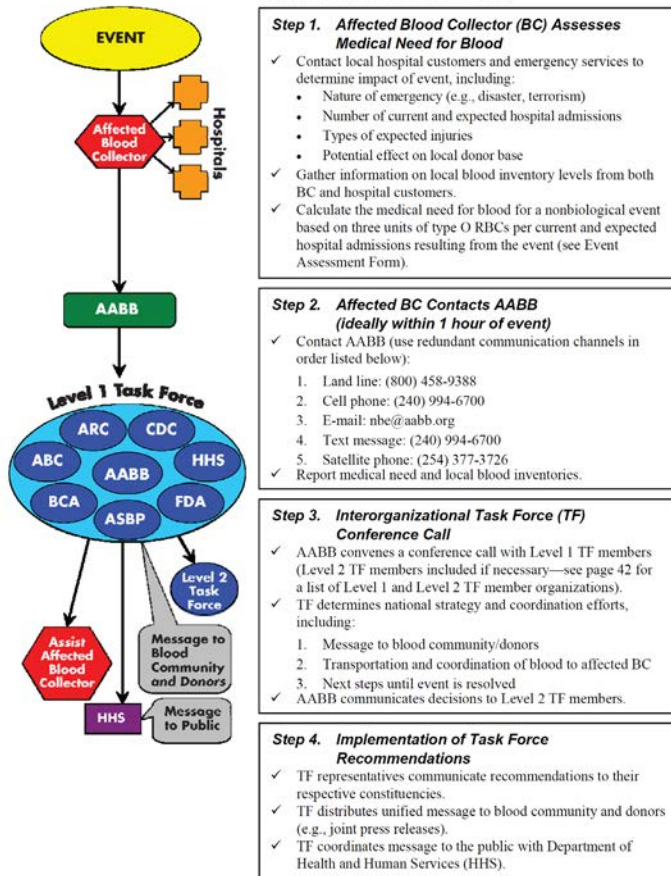 EVENT
Affected
Blood
Collector
Hospitals
AABB
Level 1 Task Force
ARC
CDC
ABC
AABB
HHS
BCA
FDA
ASBP
Level 2
Task
Force
Assist
Affected
Blood
Collector
Message to
Blood
Community
and Donors
HHS
Message
to Public
Step 1. Affected Blood Collector (BC) Assesses
Medical Need for Blood
✓ Contact local hospital customers and emergency services to
determine impact of event, including:
• Nature of emergency (e.g., disaster, terrorism)
• Number of current and expected hospital admissions
• Types of expected injuries
• Potential effect on local donor base
✓ Gather information on local blood inventory levels from both
BC and hospital customers.
✓ Calculate the medical need for blood for a nonbiological event
based on three units of type O RBCs per current and expected
hospital admissions resulting from the event (see Event
Assessment Form).
Step 2. Affected BC Contacts AABB
(ideally within 1 hour of event)
✓ Contact AABB (use redundant communication channels in
order listed below):
1. Land line: (800) 458-9388
2. Cell phone: (240) 994-6700
3. E-mail: nbe@aabb.org
4. Text message: (240) 994-6700
5. Satellite phone: (254) 377-3726
✓ Report medical need and local blood inventories.
Step 3. Interorganizational Task Force (TF)
Conference Call
✓ AABB convenes a conference call with Level 1 TF members
(Level 2 TF members included if necessary—see page 42 for
a list of Level 1 and Level 2 TF member organizations).
✓ TF determines national strategy and coordination efforts,
including:
1. Message to blood community/donors
2. Transportation and coordination of blood to affected BC
3. Next steps until event is resolved
✓ AABB communicates decisions to Level 2 TF members.
Step 4. Implementation of Task Force
Recommendations
✓ TF representatives communicate recommendations to their
respective constituencies.
✓ TF distributes unified message to blood community and donors
(e.g., joint press releases).
✓ TF coordinates message to the public with Department of
Health and Human Services (HHS).